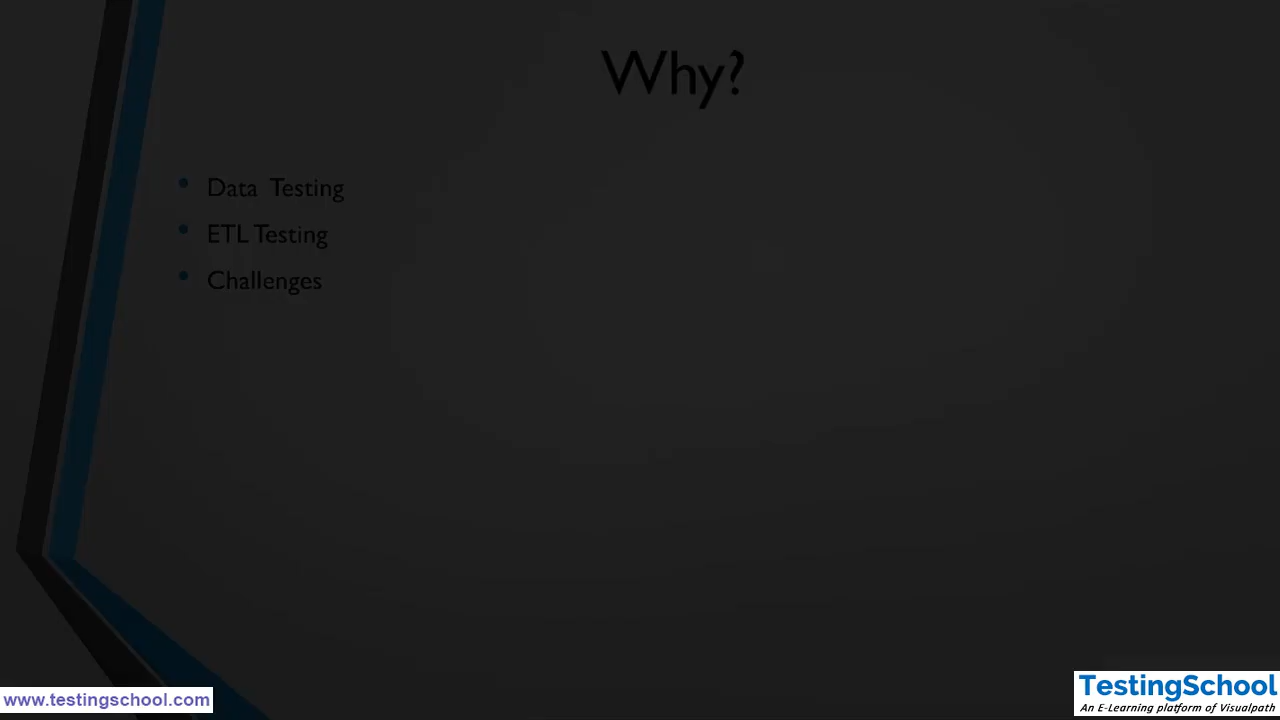 Why?
Data Testing
ETL Testing
Challenges
www.testingschool.com
TestingSchool
An E-Learning platform of Visualpath